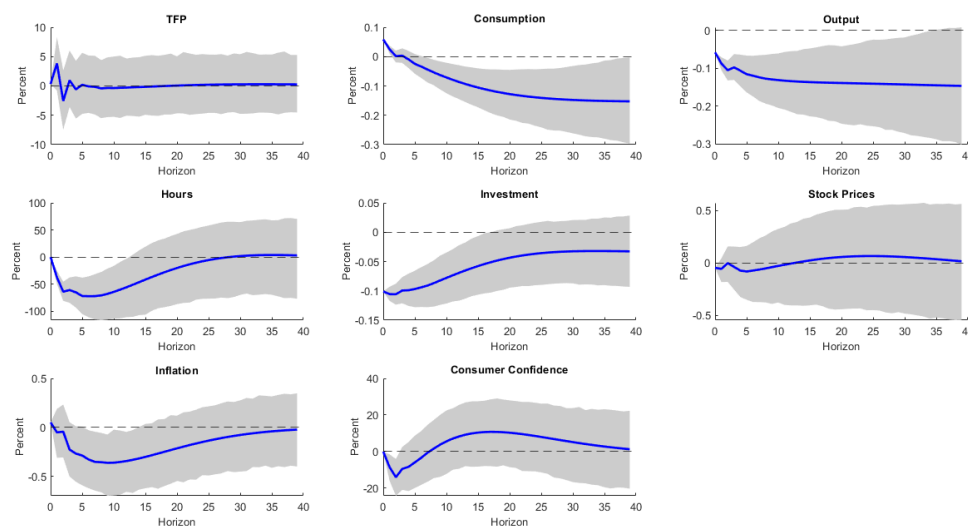 TFP
10
5
0
-5
-10
Percent
0 5 10 15 20 25 30 35 40
Horizon
Consumption
0.1
0
-0.1
-0.2
-0.3
Percent
0 5 10 15 20 25 30 35 40
Horizon
Output
0
-0.1
-0.2
-0.3
Percent
0 5 10 15 20 25 30 35 40
Horizon
Hours
100
50
0
-50
-100
Percent
0 5 10 15 20 25 30 35 40
Horizon
Investment
0.05
0
-0.05
-0.1
-0.15
Percent
0 5 10 15 20 25 30 35 40
Horizon
Stock Prices
0.5
0
-0.5
Percent
0 5 10 15 20 25 30 35 40
Horizon
Inflation
0.5
0
-0.5
Percent
0 5 10 15 20 25 30 35 40
Horizon
Consumer Confidence
40
20
0
-20
Percent
0 5 10 15 20 25 30 35 40
Horizon